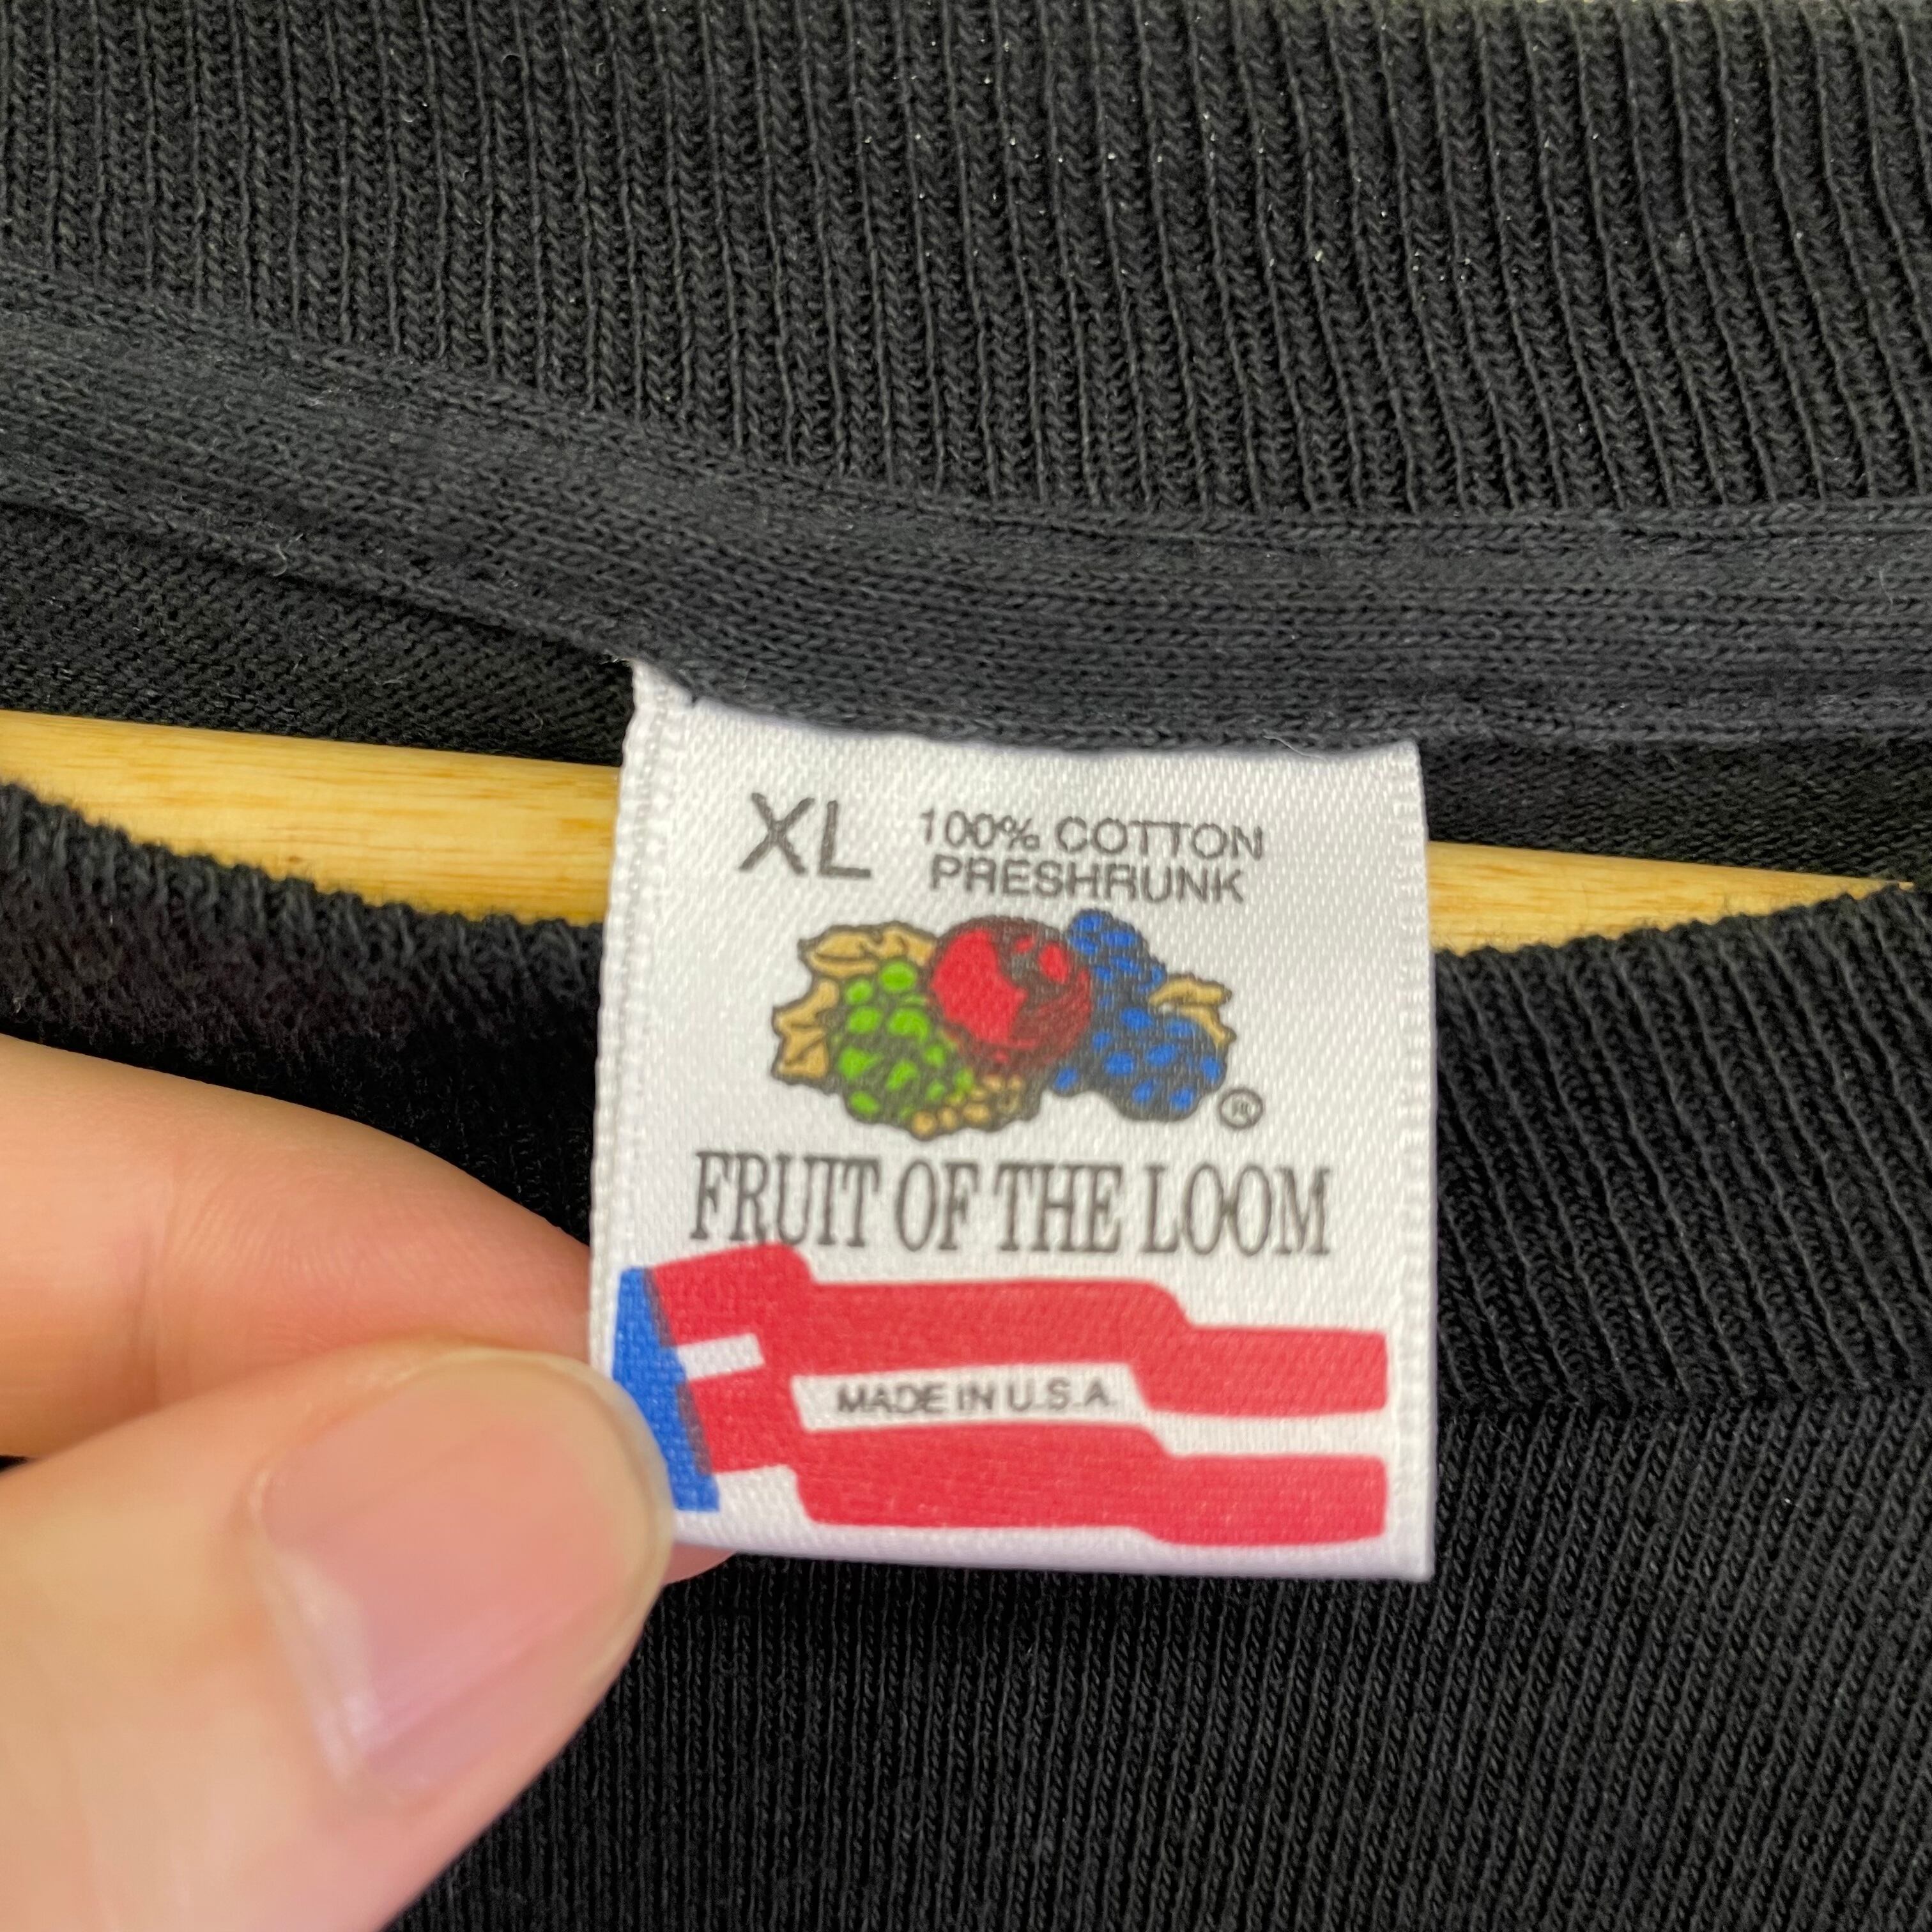 XL
100% COTTON
PRESHRUNK
®
FRUIT OF THE LOOM
MADE IN U.S.A.